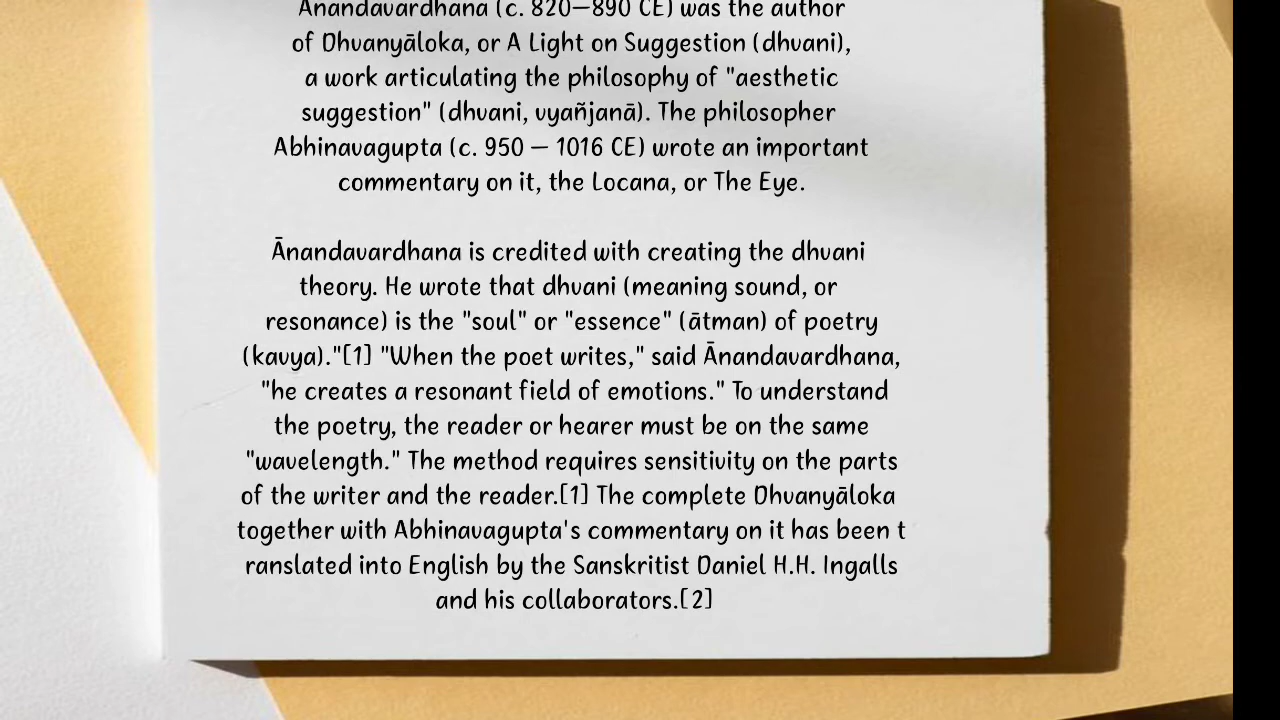 Ānandavardhana (c. 820–890 CE) was the author
of Dhvanyāloka, or A Light on Suggestion (dhvani),
a work articulating the philosophy of "aesthetic
suggestion" (dhvani, vyañjanā). The philosopher
Abhinavagupta (c. 950 – 1016 CE) wrote an important
commentary on it, the Locana, or The Eye.
Ānandavardhana is credited with creating the dhvani
theory. He wrote that dhvani (meaning sound, or
resonance) is the "soul" or "essence" (ātman) of poetry
(kavya)."[1] "When the poet writes," said Ānandavardhana,
"he creates a resonant field of emotions." To understand
the poetry, the reader or hearer must be on the same
"wavelength." The method requires sensitivity on the parts
of the writer and the reader.[1] The complete Dhvanyāloka
together with Abhinavagupta's commentary on it has been t
ranslated into English by the Sanskritist Daniel H.H. Ingalls
and his collaborators.[2]